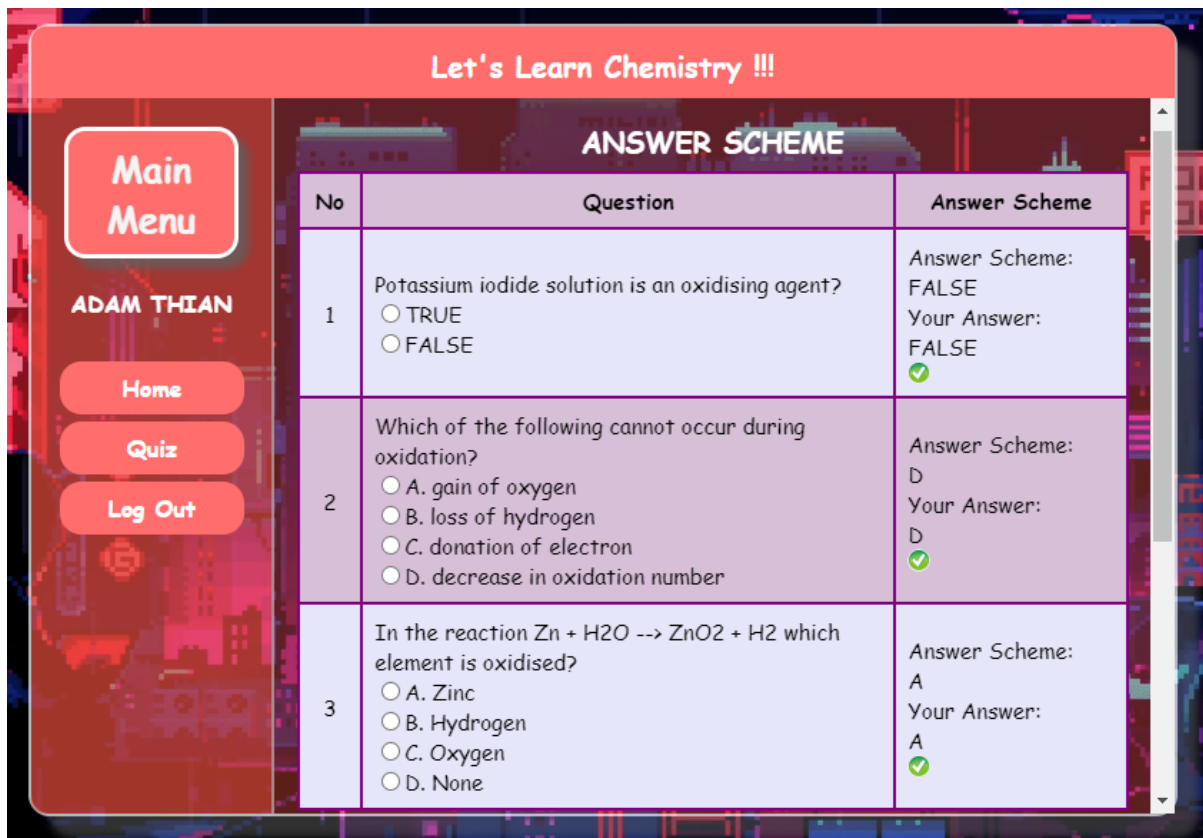 Let's Learn Chemistry !!!
Main
Menu
ADAM THIAN
Home
Quiz
Log Out
ANSWER SCHEME
No
Question
Answer Scheme
1
Potassium iodide solution is an oxidising agent?
TRUE
FALSE
Answer Scheme:
FALSE
Your Answer:
FALSE
2
Which of the following cannot occur during
oxidation?
A. gain of oxygen
B. loss of hydrogen
C. donation of electron
D. decrease in oxidation number
Answer Scheme:
D
Your Answer:
D
3
In the reaction Zn + H2O --> ZnO2 + H2 which
element is oxidised?
A. Zinc
B. Hydrogen
C. Oxygen
D. None
Answer Scheme:
A
Your Answer:
A